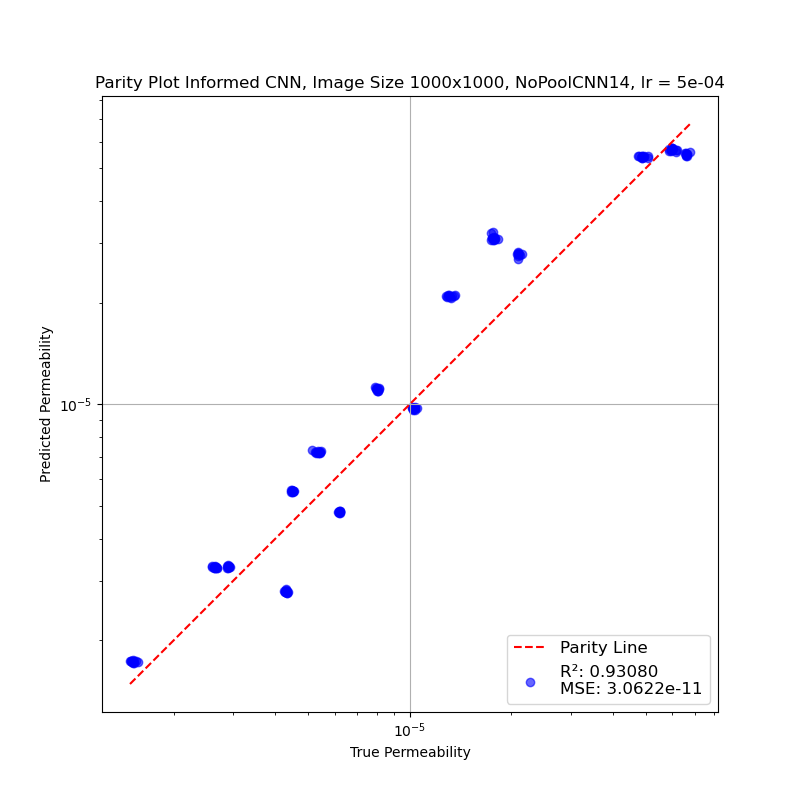 Parity Plot Informed CNN, Image Size 1000x1000, NoPoolCNN14, lr = 5e-04
Predicted Permeability
10⁻⁵
10⁻⁵
True Permeability
Parity Line
R²: 0.93080
MSE: 3.0622e-11